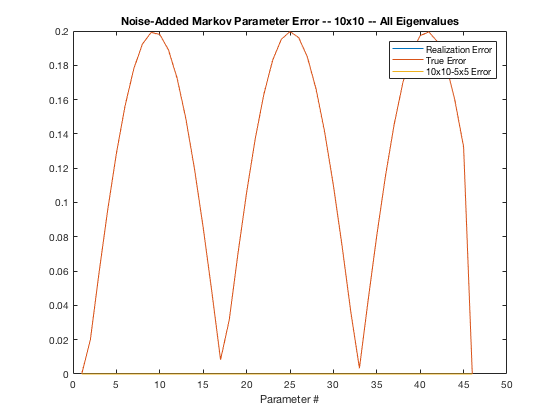 Noise-Added Markov Parameter Error -- 10x10 -- All Eigenvalues
0.2
0.18
0.16
0.14
0.12
0.1
0.08
0.06
0.04
0.02
0
Realization Error
True Error
10x10-5x5 Error
0 5 10 15 20 25 30 35 40 45 50
Parameter #